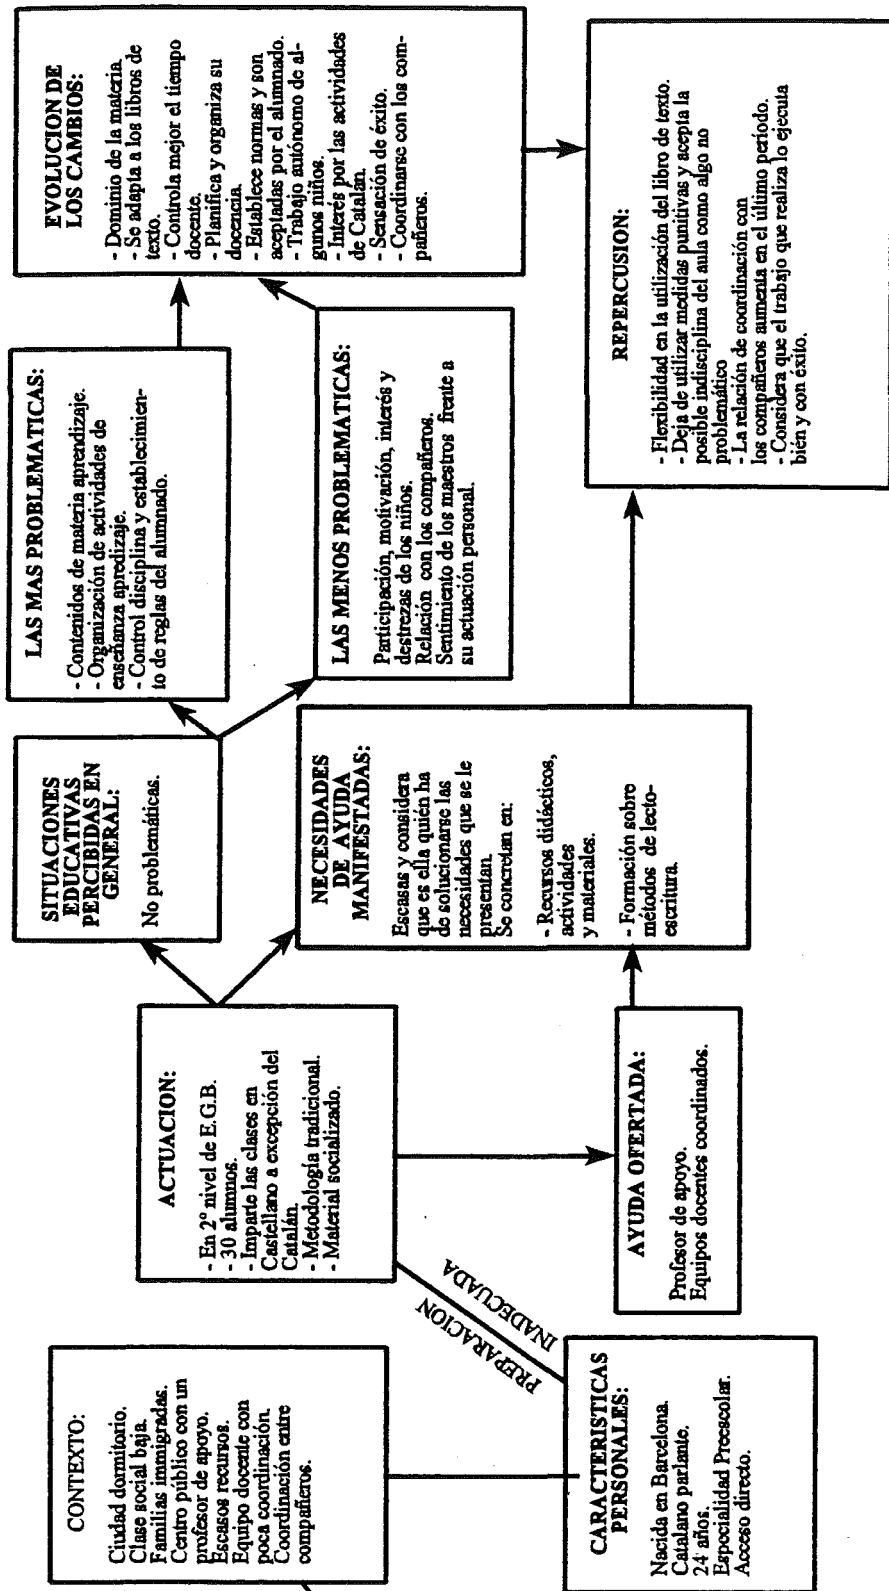 CONTEXTO:
Ciudad dormitorio.
Clase social baja.
Familias immigradas.
Centro público con un
profesor de apoyo.
Escasos recursos.
Equipo docente con
poca coordinación.
Coordinación entre
compañeros.
CARACTERISTICAS
PERSONALES:
Nacida en Barcelona.
Catalano parlante.
24 años.
Especialidad Preescolar.
Acceso directo.
PREPARACION
INADECUADA
ACTUACION:
- En 2º nivel de E.G.B.
- 30 alumnos.
- Imparte las clases en
Castellano a excepción del
Catalán.
- Metodología tradicional.
- Material socializado.
AYUDA OFERTADA:
Profesor de apoyo.
Equipos docentes coordinados.
SITUACIONES
EDUCATIVAS
PERCIBIDAS EN
GENERAL:
No problemáticas.
NECESIDADES
DE AYUDA
MANIFESTADAS:
Escasas y considera
que es ella quién ha
de solucionarse las
necesidades que se le
presentan.
Se concretan en:
- Recursos didácticos,
actividades
y materiales.
- Formación sobre
métodos de lecto-
escritura.
LAS MAS PROBLEMATICAS:
- Contenidos de materia aprendizaje.
- Organización de actividades de
enseñanza apredizaje.
- Control disciplina y establecimien-
to de reglas del alumnado.
LAS MENOS PROBLEMATICAS:
Participación, motivación, interés y
destrezas de los niños.
Relación con los compañeros.
Sentimiento de los maestros frente a
su actuación personal.
EVOLUCION DE
LOS CAMBIOS:
- Dominio de la materia.
- Se adapta a los libros de
texto.
- Controla mejor el tiempo
docente.
- Planifica y organiza su
docencia.
- Establece normas y son
aceptadas por el alumnado.
- Trabajo autónomo de al-
gunos niños.
- Interés por las actividades
de Catalán.
- Sensación de éxito.
- Coordinarse con los com-
pañeros.
REPERCUSION:
- Flexibilidad en la utilización del libro de texto.
- Deja de utilizar medidas punitivas y acepta la
posible indisciplina del aula como algo no
problemático
- La relación de coordinación con
los compañeros aumenta en el último período.
- Considera que el trabajo que realiza lo ejecuta
bién y con éxito.